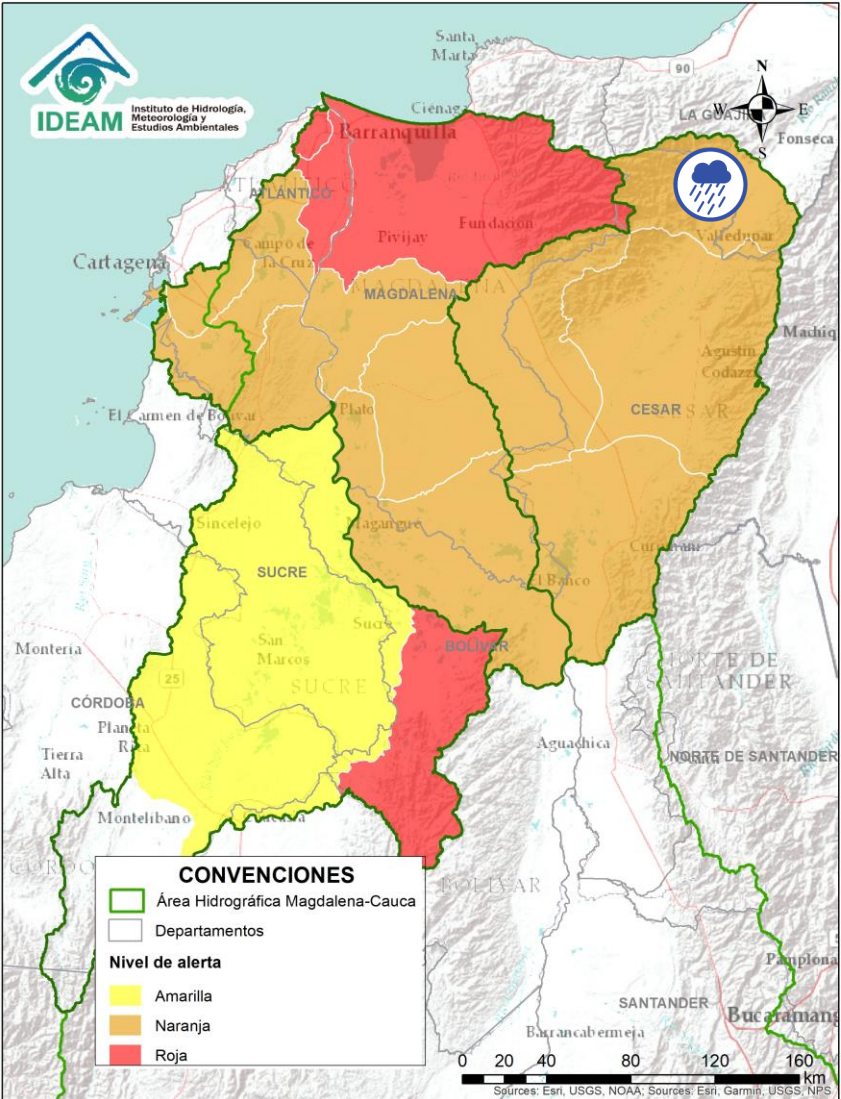 IDEAM
Instituto de Hidrología,
Meteorología y
Estudios Ambientales
Santa
Marta
90
N
W E
S
Ciénaga
LA GUAJI
Fonseca
Barranquilla
ATLÁNTICO
Fundación
Pivijay
Valledupar
Campo de
la Cruz
Cartagena
MAGDALENA
Machiq
Agustín
Codazzi
CESAR
CESAR
El Carmen de Bolívar
Plato
Sincelejo
Magangué
Curumaní
SUCRE
El Banco
Sucre
Montería
San
Marcos
BOLÍVAR
NORTE DE
SANTANDER
25
SUCRE
CÓRDOBA
Planeta
Rica
Aguachica
Tierra
Alta
NORTE DE SANTANDER
Montelíbano
CONVENCIONES
Área Hidrográfica Magdalena-Cauca
Departamentos
Nivel de alerta
Amarilla
Naranja
Roja
BOLÍVAR
Pamplona
SANTANDER
Bucaramang
Barrancabermeja
0 20 40 80 120 160
km
Sources: Esri, USGS, NOAA; Sources: Esri, Garmin, USGS, NPS